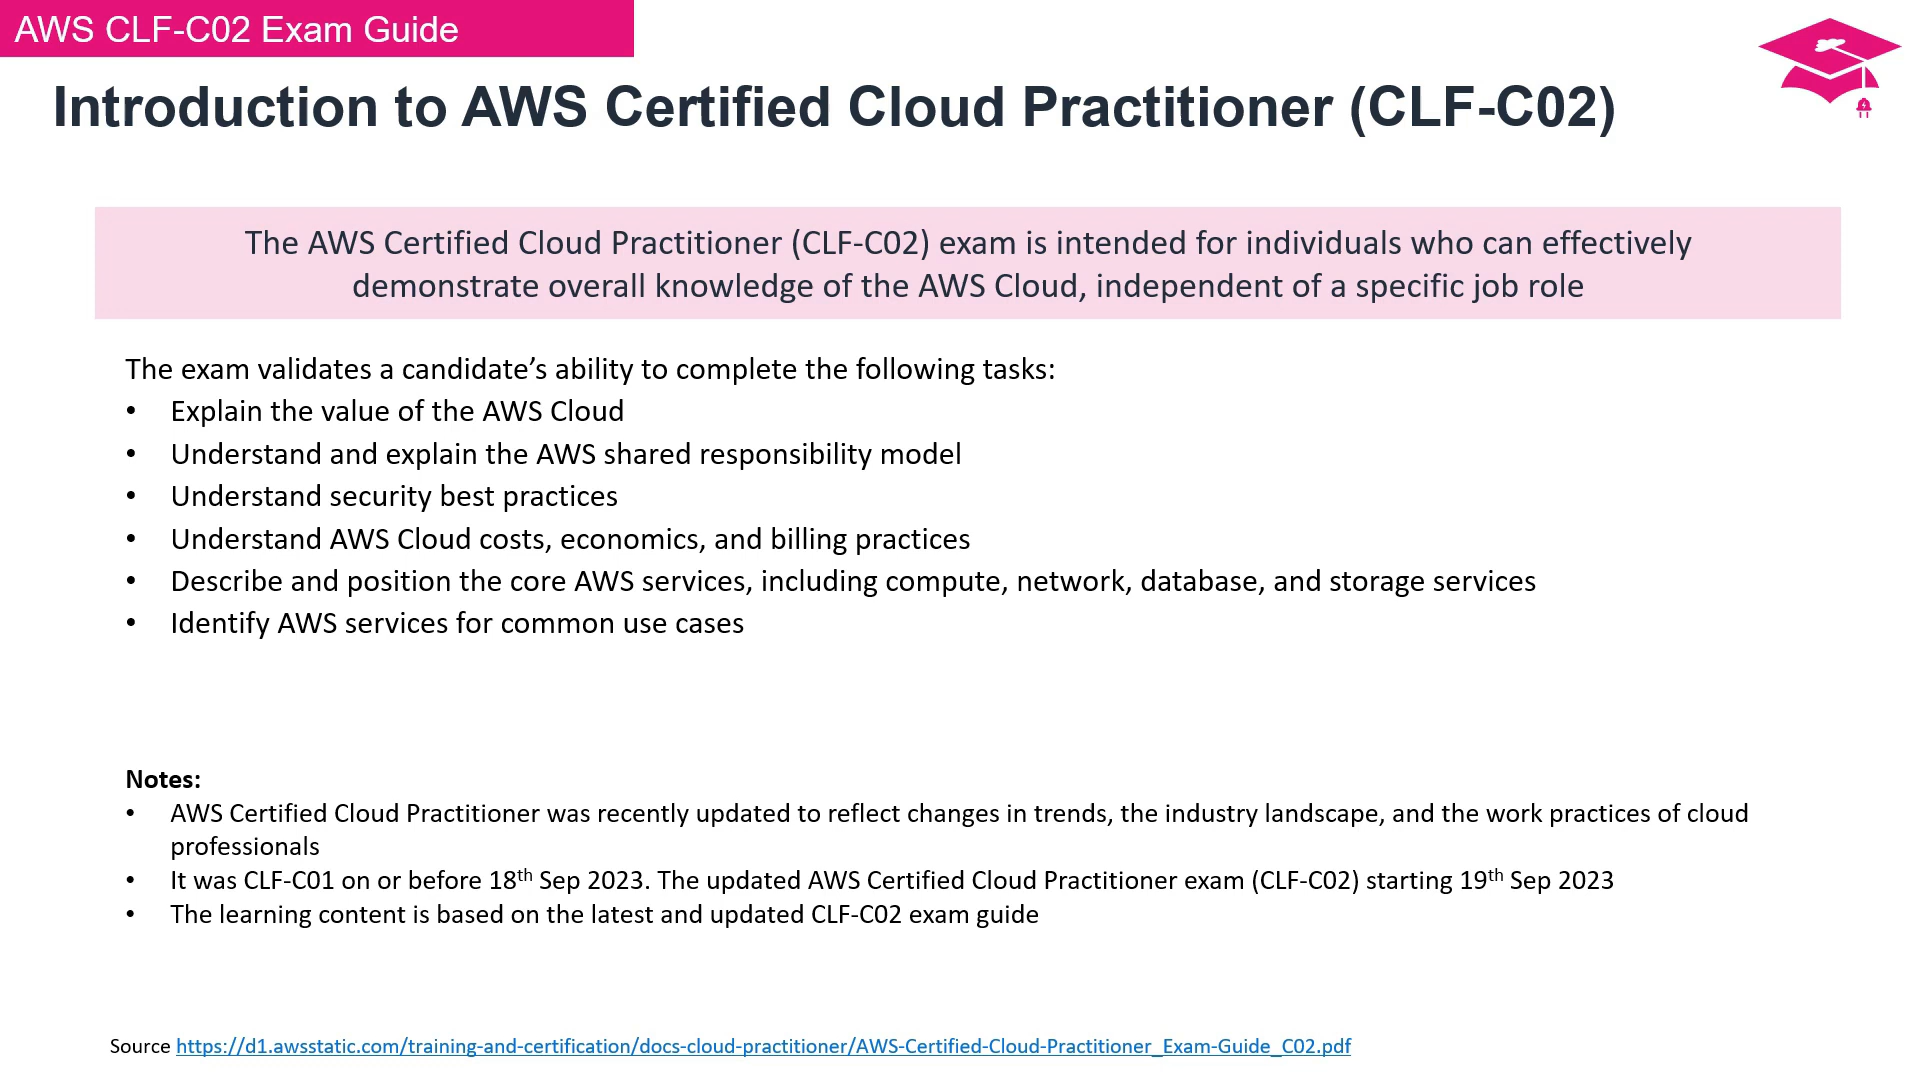 AWS CLF-C02 Exam Guide
Introduction to AWS Certified Cloud Practitioner (CLF-C02)
The AWS Certified Cloud Practitioner (CLF-C02) exam is intended for individuals who can effectively
demonstrate overall knowledge of the AWS Cloud, independent of a specific job role
The exam validates a candidate’s ability to complete the following tasks:
• Explain the value of the AWS Cloud
• Understand and explain the AWS shared responsibility model
• Understand security best practices
• Understand AWS Cloud costs, economics, and billing practices
• Describe and position the core AWS services, including compute, network, database, and storage services
• Identify AWS services for common use cases
Notes:
• AWS Certified Cloud Practitioner was recently updated to reflect changes in trends, the industry landscape, and the work practices of cloud
professionals
• It was CLF-C01 on or before 18th Sep 2023. The updated AWS Certified Cloud Practitioner exam (CLF-C02) starting 19th Sep 2023
• The learning content is based on the latest and updated CLF-C02 exam guide
Source https://d1.awsstatic.com/training-and-certification/docs-cloud-practitioner/AWS-Certified-Cloud-Practitioner_Exam-Guide_C02.pdf